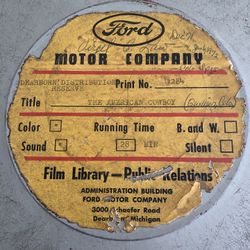 Ford
MOTOR COMPANY
DEARBORN DISTRIBUTION
RESERVE
Print No.
Title THE AMERICAN COWBOY
Color Running Time B. and W.
Sound 28 MIN Silent
Film Library—Public Relations
ADMINISTRATION BUILDING
FORD MOTOR COMPANY
3000 Schaefer Road
Dearborn, Michigan